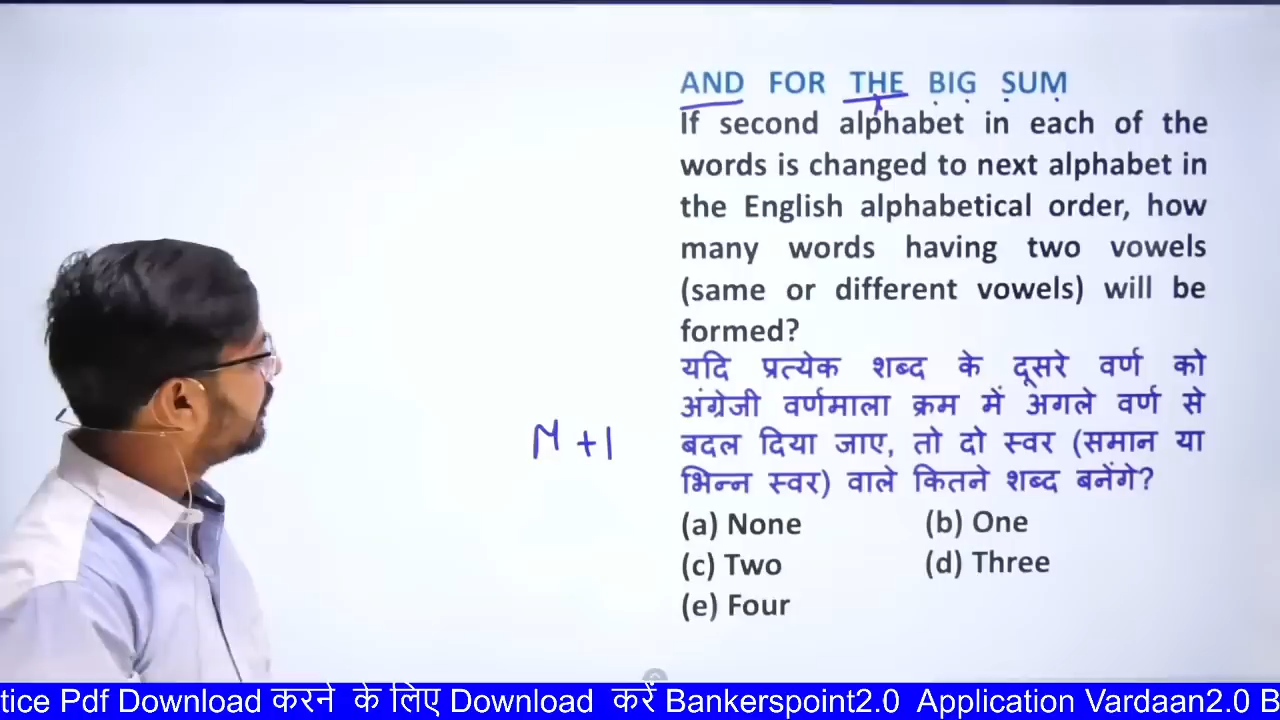 AND FOR THE BIG SUM
If second alphabet in each of the
words is changed to next alphabet in
the English alphabetical order, how
many words having two vowels
(same or different vowels) will be
formed?
यदि प्रत्येक शब्द के दूसरे वर्ण को
अंग्रेजी वर्णमाला क्रम में अगले वर्ण से
बदल दिया जाए, तो दो स्वर (समान या
भिन्न स्वर) वाले कितने शब्द बनेंगे?
(a) None (b) One
(c) Two (d) Three
(e) Four
+1
tice Pdf Download करने के लिए Download करें Bankerspoint2.0 Application Vardaan2.0 B